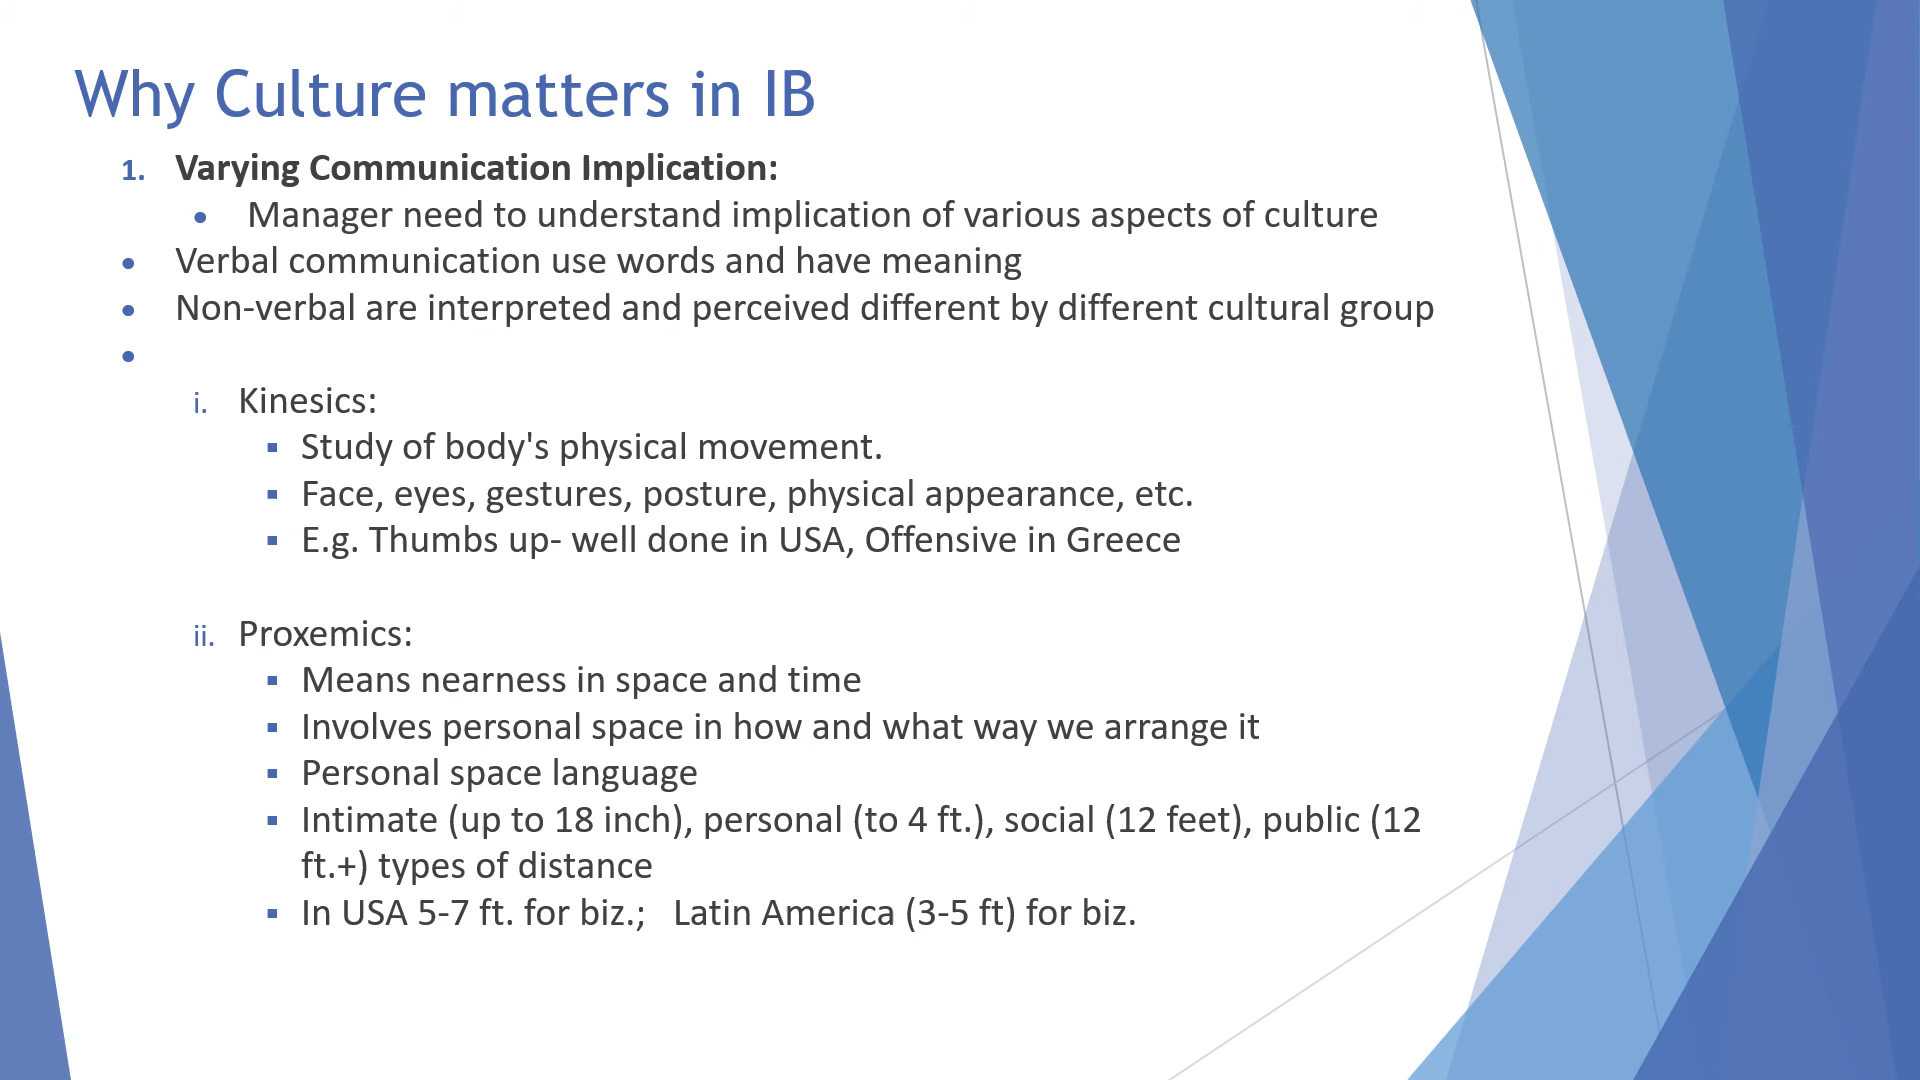 Why Culture matters in IB
1. Varying Communication Implication:
• Manager need to understand implication of various aspects of culture
• Verbal communication use words and have meaning
• Non-verbal are interpreted and perceived different by different cultural group
•
i. Kinesics:
▪ Study of body's physical movement.
▪ Face, eyes, gestures, posture, physical appearance, etc.
▪ E.g. Thumbs up- well done in USA, Offensive in Greece
ii. Proxemics:
▪ Means nearness in space and time
▪ Involves personal space in how and what way we arrange it
▪ Personal space language
▪ Intimate (up to 18 inch), personal (to 4 ft.), social (12 feet), public (12
ft.+) types of distance
▪ In USA 5-7 ft. for biz.;   Latin America (3-5 ft) for biz.